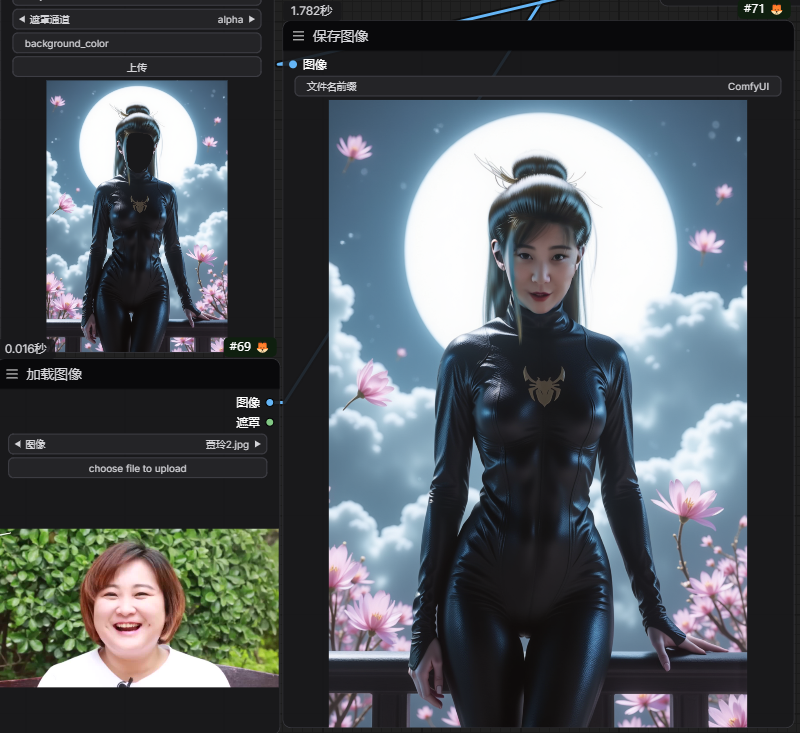 遮罩通道 alpha
background_color
上传
0.016秒
#69
加载图像
图像
遮罩
图像 贾玲2.jpg
choose file to upload
1.782秒
#71
保存图像
图像
文件名前缀 ComfyUI